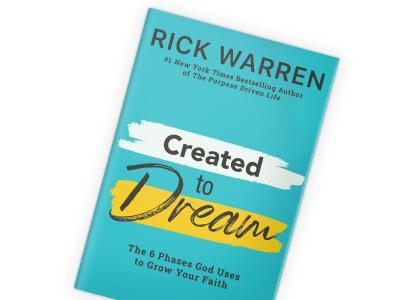 RICK WARREN
#1 New York Times Bestselling Author
of The Purpose Driven Life
Created
to
Dream
The 6 Phases God Uses
to Grow Your Faith